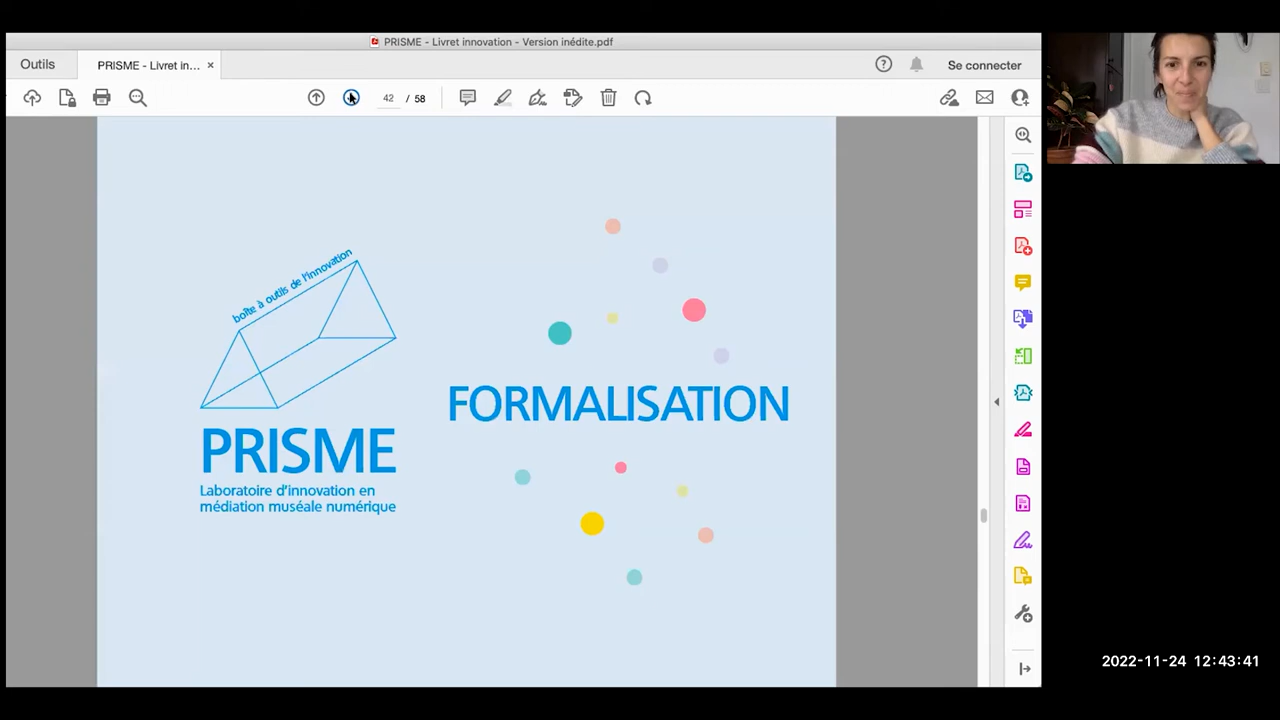 PRISME - Livret innovation - Version inédite.pdf
Outils
PRISME - Livret in... ×
Se connecter
42 / 58
boîte à outils de l'innovation
PRISME
Laboratoire d'innovation en
médiation muséale numérique
FORMALISATION
2022-11-24 12:43:41